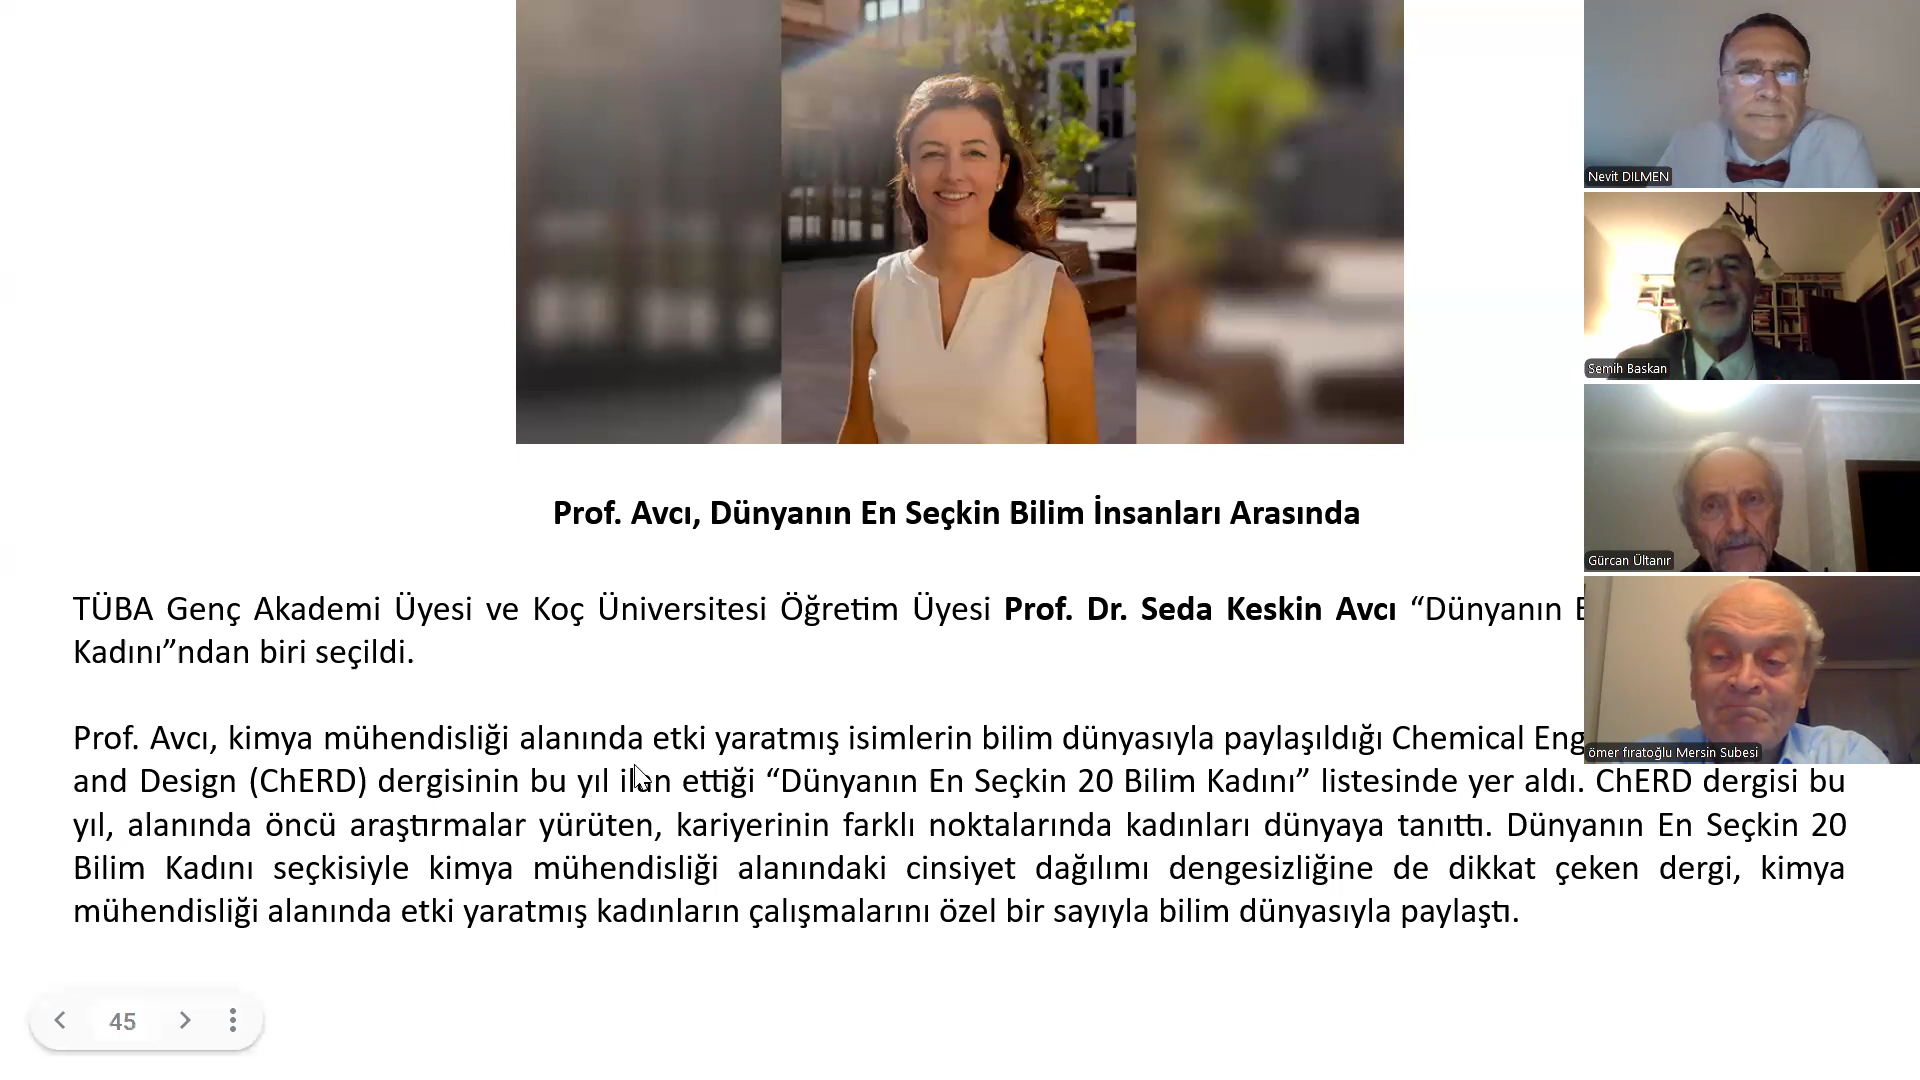 Prof. Avcı, Dünyanın En Seçkin Bilim İnsanları Arasında
TÜBA Genç Akademi Üyesi ve Koç Üniversitesi Öğretim Üyesi Prof. Dr. Seda Keskin Avcı “Dünyanın
Kadını”ndan biri seçildi.
Prof. Avcı, kimya mühendisliği alanında etki yaratmış isimlerin bilim dünyasıyla paylaşıldığı Chemical Eng
and Design (ChERD) dergisinin bu yıl ilan ettiği “Dünyanın En Seçkin 20 Bilim Kadını” listesinde yer aldı. ChERD dergisi bu
yıl, alanında öncü araştırmalar yürüten, kariyerinin farklı noktalarında kadınları dünyaya tanıttı. Dünyanın En Seçkin 20
Bilim Kadını seçkisiyle kimya mühendisliği alanındaki cinsiyet dağılımı dengesizliğine de dikkat çeken dergi, kimya
mühendisliği alanında etki yaratmış kadınların çalışmalarını özel bir sayıyla bilim dünyasıyla paylaştı.
45
Nevit DILMEN
Semih Baskan
Gürcan Ültanır
ömer fıratoğlu Mersin Subesi